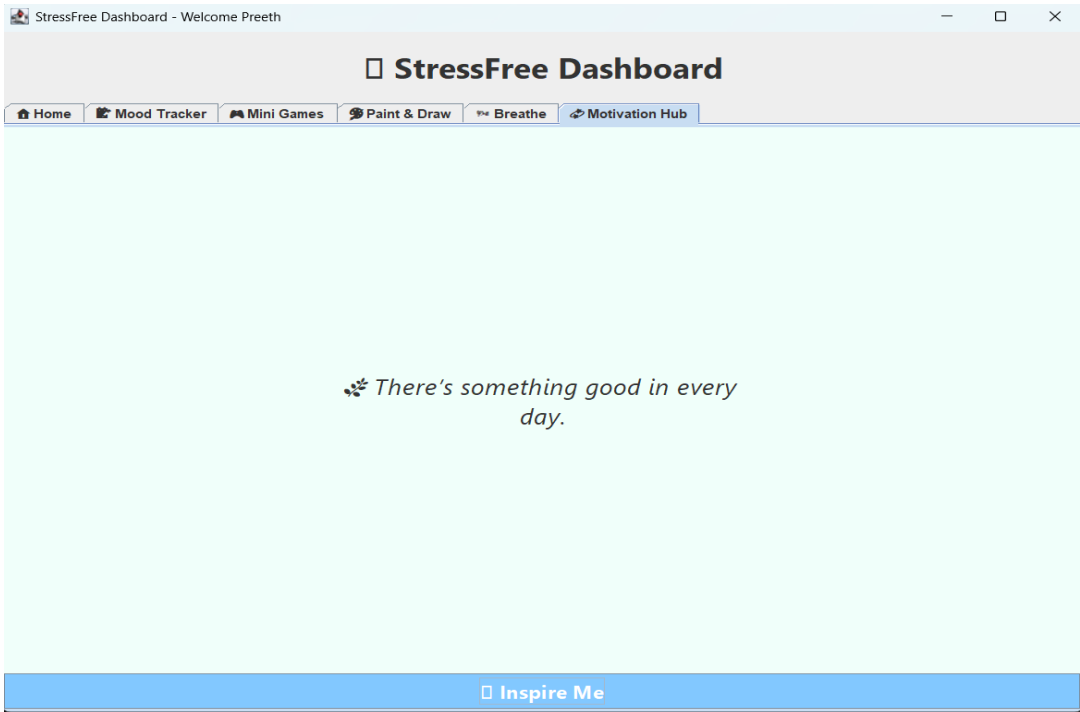 StressFree Dashboard - Welcome Preeth
StressFree Dashboard
Home Mood Tracker Mini Games Paint & Draw Breathe Motivation Hub
There's something good in every
day.
Inspire Me